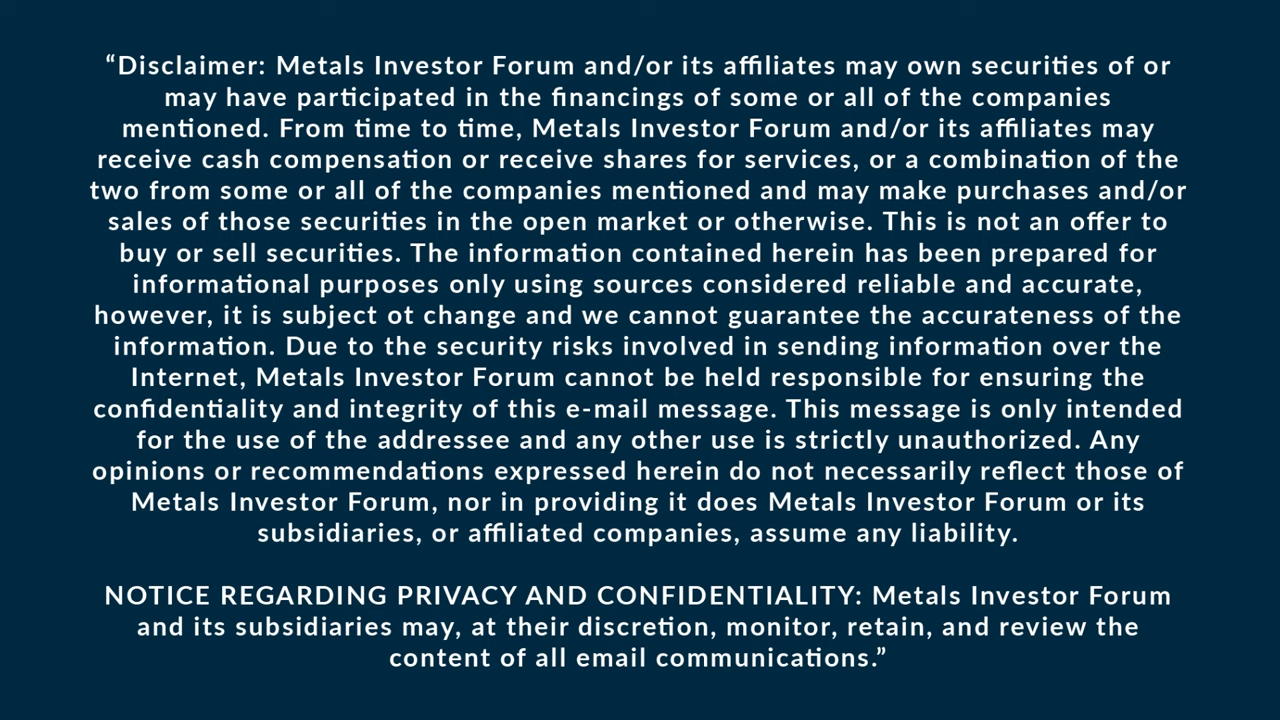 “Disclaimer: Metals Investor Forum and/or its affiliates may own securities of or
may have participated in the financings of some or all of the companies
mentioned. From time to time, Metals Investor Forum and/or its affiliates may
receive cash compensation or receive shares for services, or a combination of the
two from some or all of the companies mentioned and may make purchases and/or
sales of those securities in the open market or otherwise. This is not an offer to
buy or sell securities. The information contained herein has been prepared for
informational purposes only using sources considered reliable and accurate,
however, it is subject ot change and we cannot guarantee the accurateness of the
information. Due to the security risks involved in sending information over the
Internet, Metals Investor Forum cannot be held responsible for ensuring the
confidentiality and integrity of this e-mail message. This message is only intended
for the use of the addressee and any other use is strictly unauthorized. Any
opinions or recommendations expressed herein do not necessarily reflect those of
Metals Investor Forum, nor in providing it does Metals Investor Forum or its
subsidiaries, or affiliated companies, assume any liability.
NOTICE REGARDING PRIVACY AND CONFIDENTIALITY: Metals Investor Forum
and its subsidiaries may, at their discretion, monitor, retain, and review the
content of all email communications.”